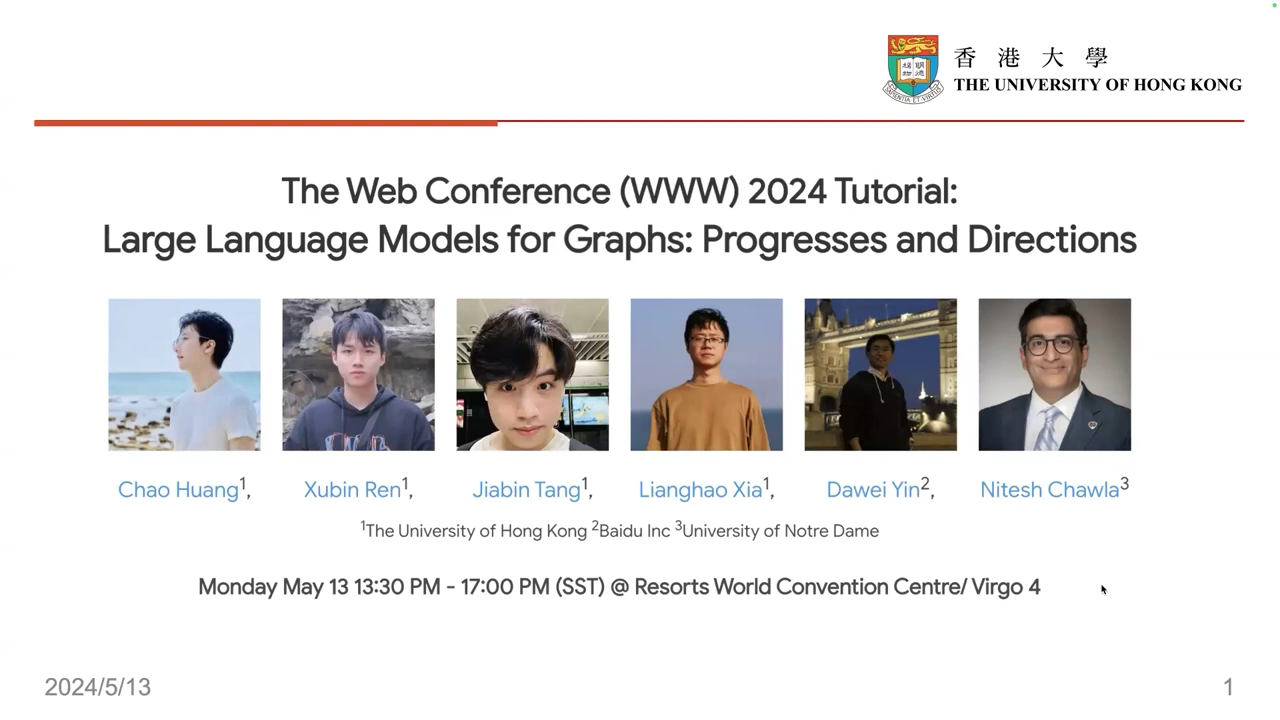 香港大學
THE UNIVERSITY OF HONG KONG
The Web Conference (WWW) 2024 Tutorial:
Large Language Models for Graphs: Progresses and Directions
Chao Huang1, Xubin Ren1, Jiabin Tang1, Lianghao Xia1, Dawei Yin2, Nitesh Chawla3
1The University of Hong Kong 2Baidu Inc 3University of Notre Dame
Monday May 13 13:30 PM - 17:00 PM (SST) @ Resorts World Convention Centre/ Virgo 4
2024/5/13
1